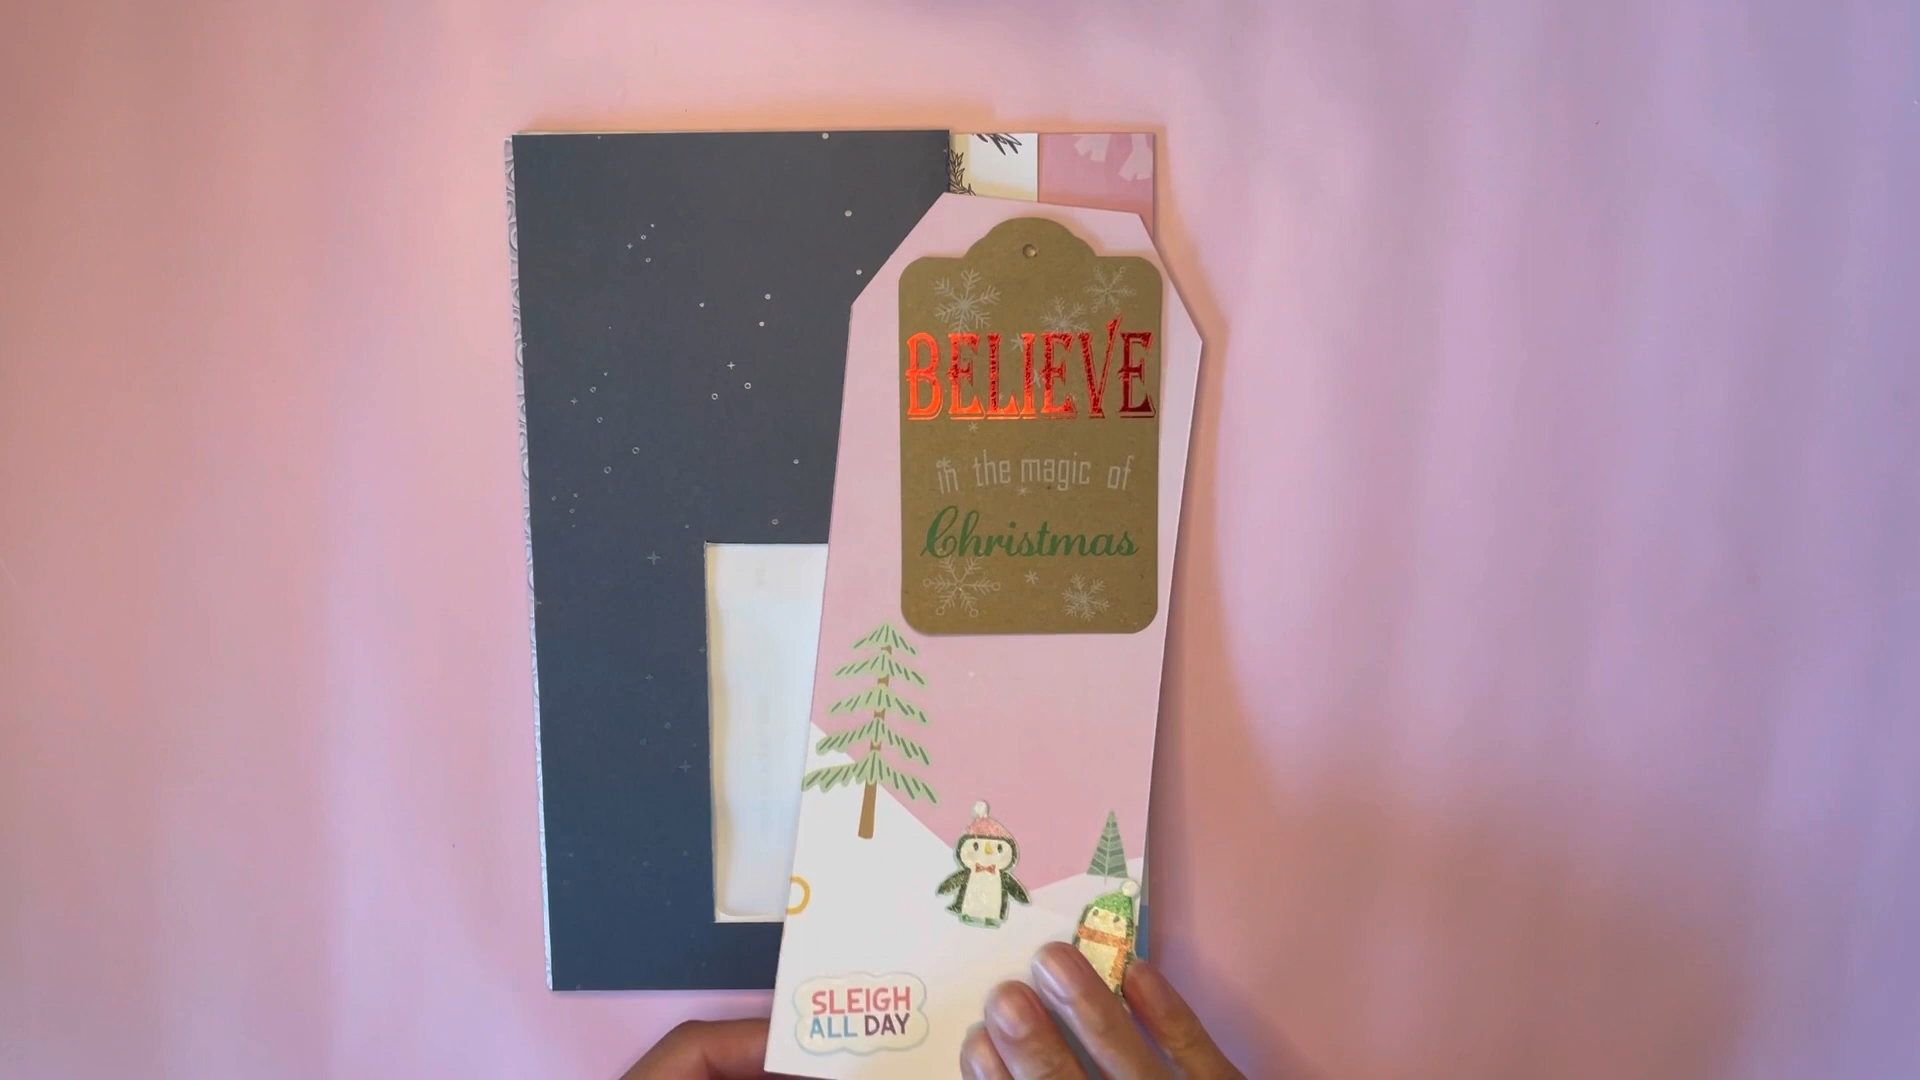 BELIEVE
in the magic of
Christmas
SLEIGH
ALL DAY